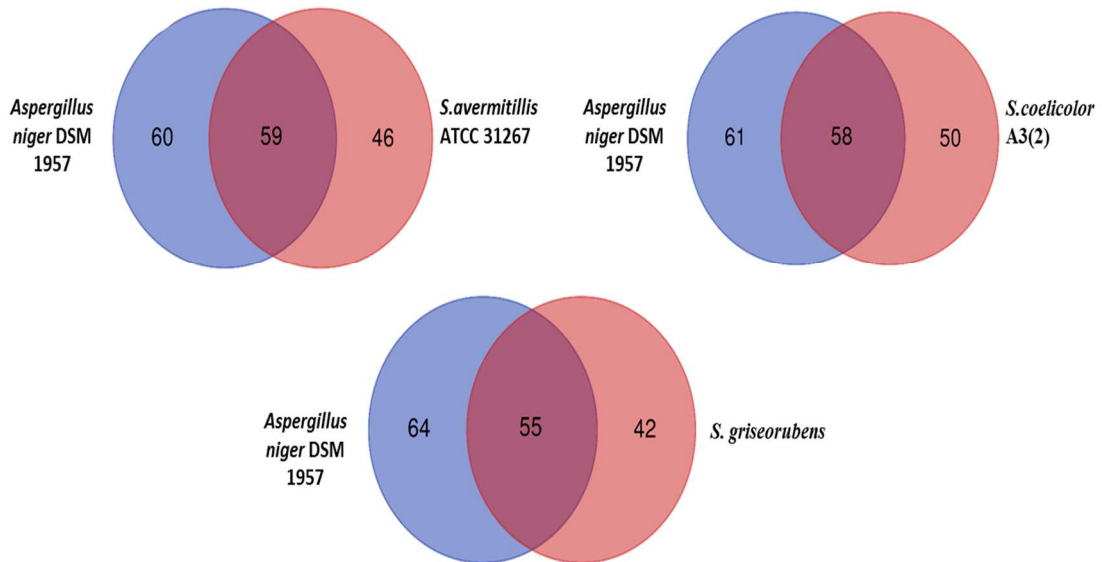 Aspergillus
niger DSM
1957
60
59
46
S.avermitillis
ATCC 31267
Aspergillus
niger DSM
1957
61
58
50
S.coelicolor
A3(2)
Aspergillus
niger DSM
1957
64
55
42
S. griseorubens